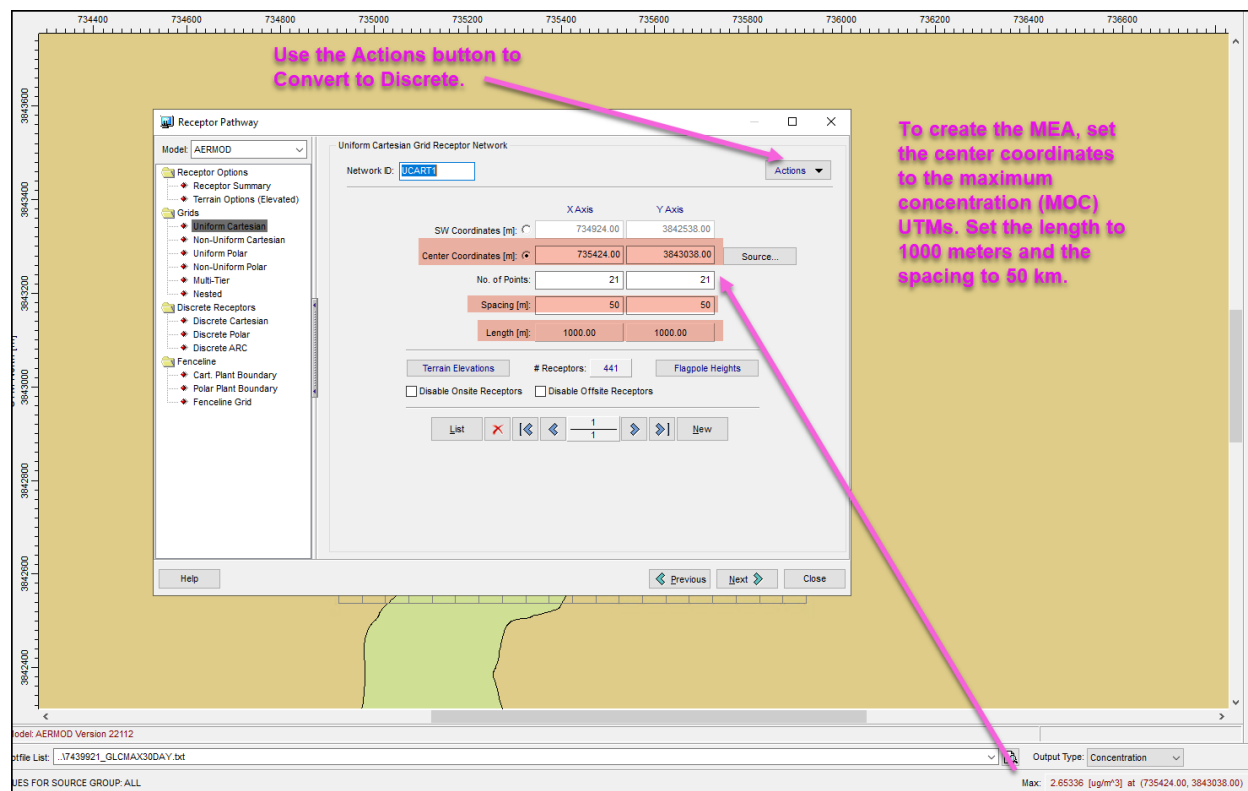 734400 734600 734800 735000 735200 735400 735600 735800 736000 736200 736400 736600
Use the Actions button to
Convert to Discrete.
3843600
3843400
3843200
3843000
3842800
3842600
3842400
Receptor Pathway
Model: AERMOD
Receptor Options
Receptor Summary
Terrain Options (Elevated)
Grids
Uniform Cartesian
Non-Uniform Cartesian
Uniform Polar
Non-Uniform Polar
Multi-Tier
Nested
Discrete Receptors
Discrete Cartesian
Discrete Polar
Discrete ARC
Fenceline
Cart. Plant Boundary
Polar Plant Boundary
Fenceline Grid
Uniform Cartesian Grid Receptor Network
Network ID: UCART1
Actions
X Axis Y Axis
SW Coordinates [m]: 734924.00 3842538.00
Center Coordinates [m]: 735424.00 3843038.00 Source...
No. of Points: 21 21
Spacing [m]: 50 50
Length [m]: 1000.00 1000.00
Terrain Elevations # Receptors: 441 Flagpole Heights
Disable Onsite Receptors Disable Offsite Receptors
List 1 1 New
Help Previous Next Close
To create the MEA, set
the center coordinates
to the maximum
concentration (MOC)
UTMs. Set the length to
1000 meters and the
spacing to 50 km.
Model: AERMOD Version 22112
otfile List: ..\7439921_GLCMAX30DAY.txt Output Type: Concentration
UES FOR SOURCE GROUP: ALL Max: 2.65336 [ug/m^3] at (735424.00, 3843038.00)